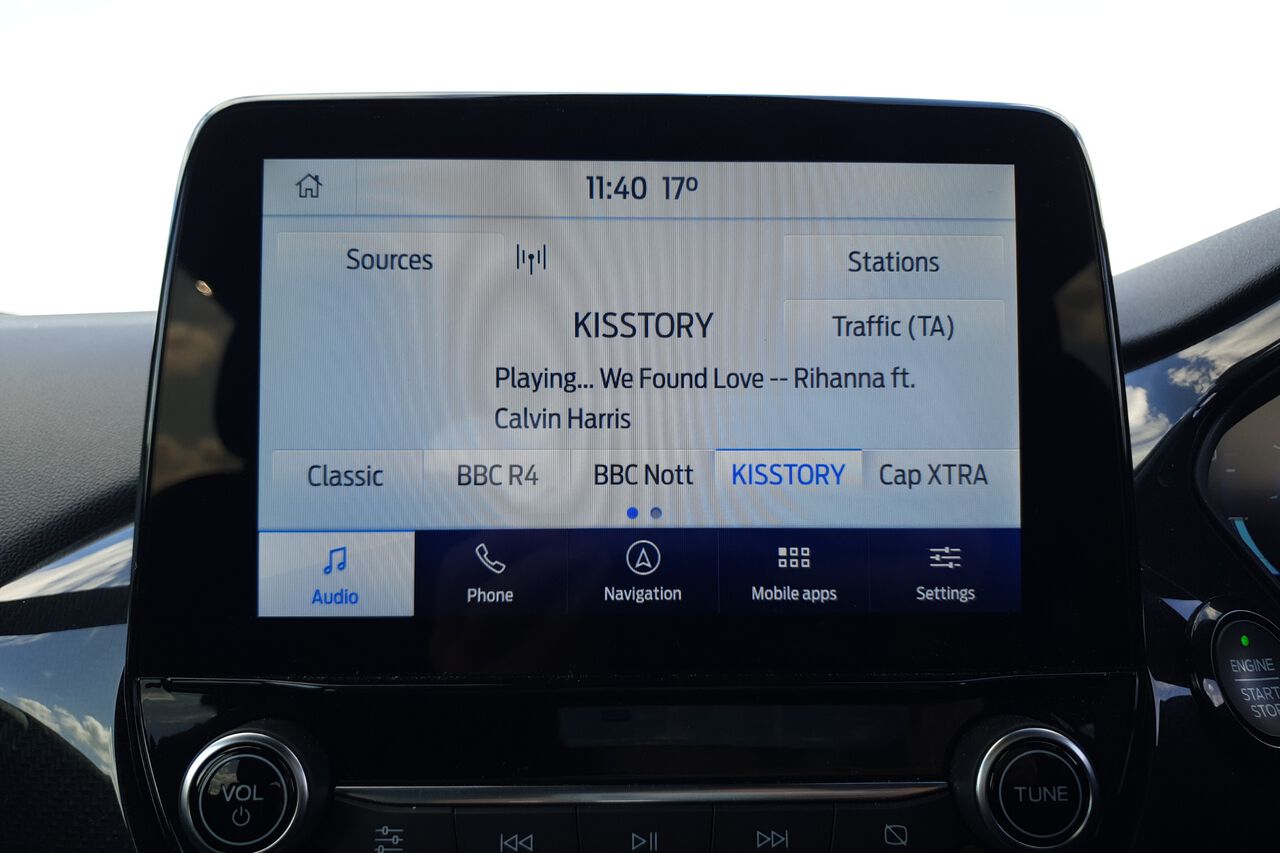 11:40 17º
Sources
Stations
KISSTORY
Traffic (TA)
Playing... We Found Love -- Rihanna ft.
Calvin Harris
Classic BBC R4 BBC Nott KISSTORY Cap XTRA
Audio Phone Navigation Mobile apps Settings
ENGINE
START
STOP
VOL
TUNE